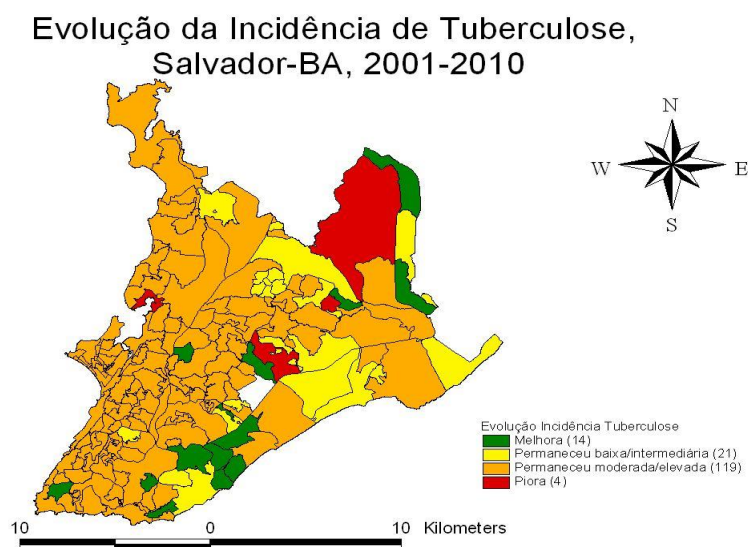 Evolução da Incidência de Tuberculose,
Salvador-BA, 2001-2010
N
W E
S
Evolução Incidência Tuberculose
Melhora (14)
Permaneceu baixa/intermediária (21)
Permaneceu moderada/elevada (119)
Piora (4)
10 0 10 Kilometers